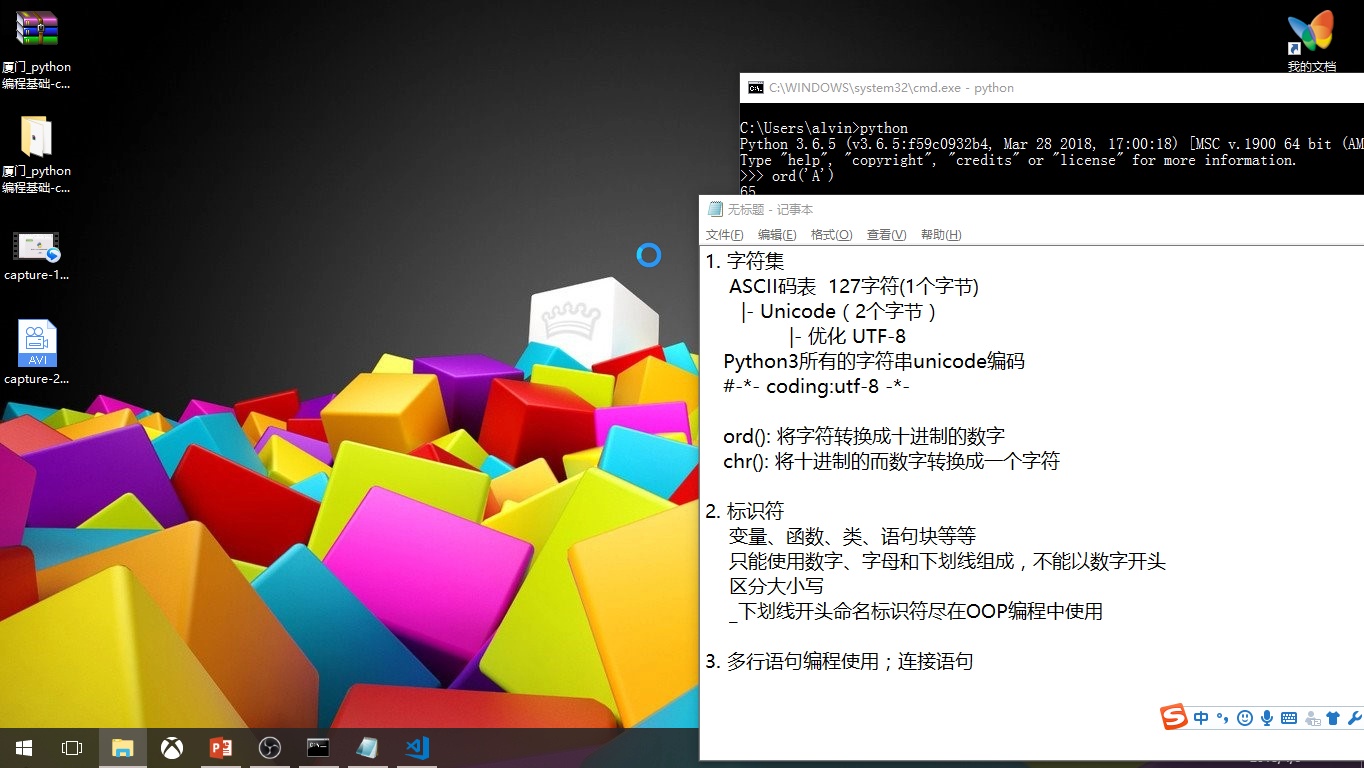 厦门_python
编程基础-c...
厦门_python
编程基础-c...
capture-1...
AVI
capture-2...
我的文档
C:\WINDOWS\system32\cmd.exe - python
C:\Users\alvin>python
Python 3.6.5 (v3.6.5:f59c0932b4, Mar 28 2018, 17:00:18) [MSC v.1900 64 bit (AM
Type "help", "copyright", "credits" or "license" for more information.
>>> ord('A')
65
无标题 - 记事本
文件(F) 编辑(E) 格式(O) 查看(V) 帮助(H)
1. 字符集
ASCII码表 127字符(1个字节)
|- Unicode（2个字节）
|- 优化 UTF-8
Python3所有的字符串unicode编码
#-*- coding:utf-8 -*-
ord(): 将字符转换成十进制的数字
chr(): 将十进制的而数字转换成一个字符
2. 标识符
变量、函数、类、语句块等等
只能使用数字、字母和下划线组成，不能以数字开头
区分大小写
_下划线开头命名标识符尽在OOP编程中使用
3. 多行语句编程使用；连接语句
中